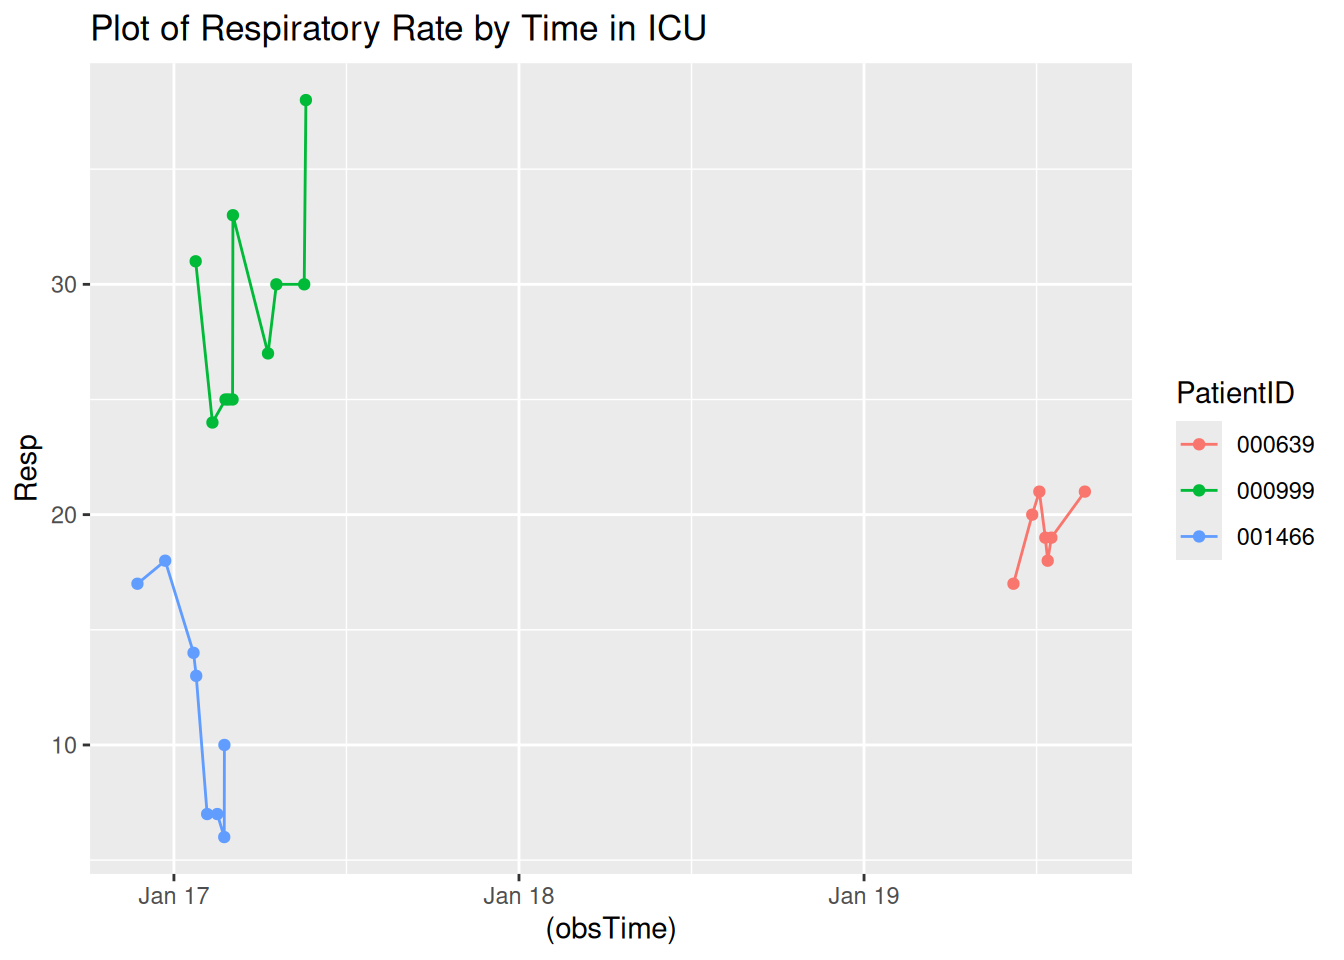 Plot of Respiratory Rate by Time in ICU
Resp
30
20
10
Jan 17
Jan 18
Jan 19
(obsTime)
PatientID
000639
000999
001466